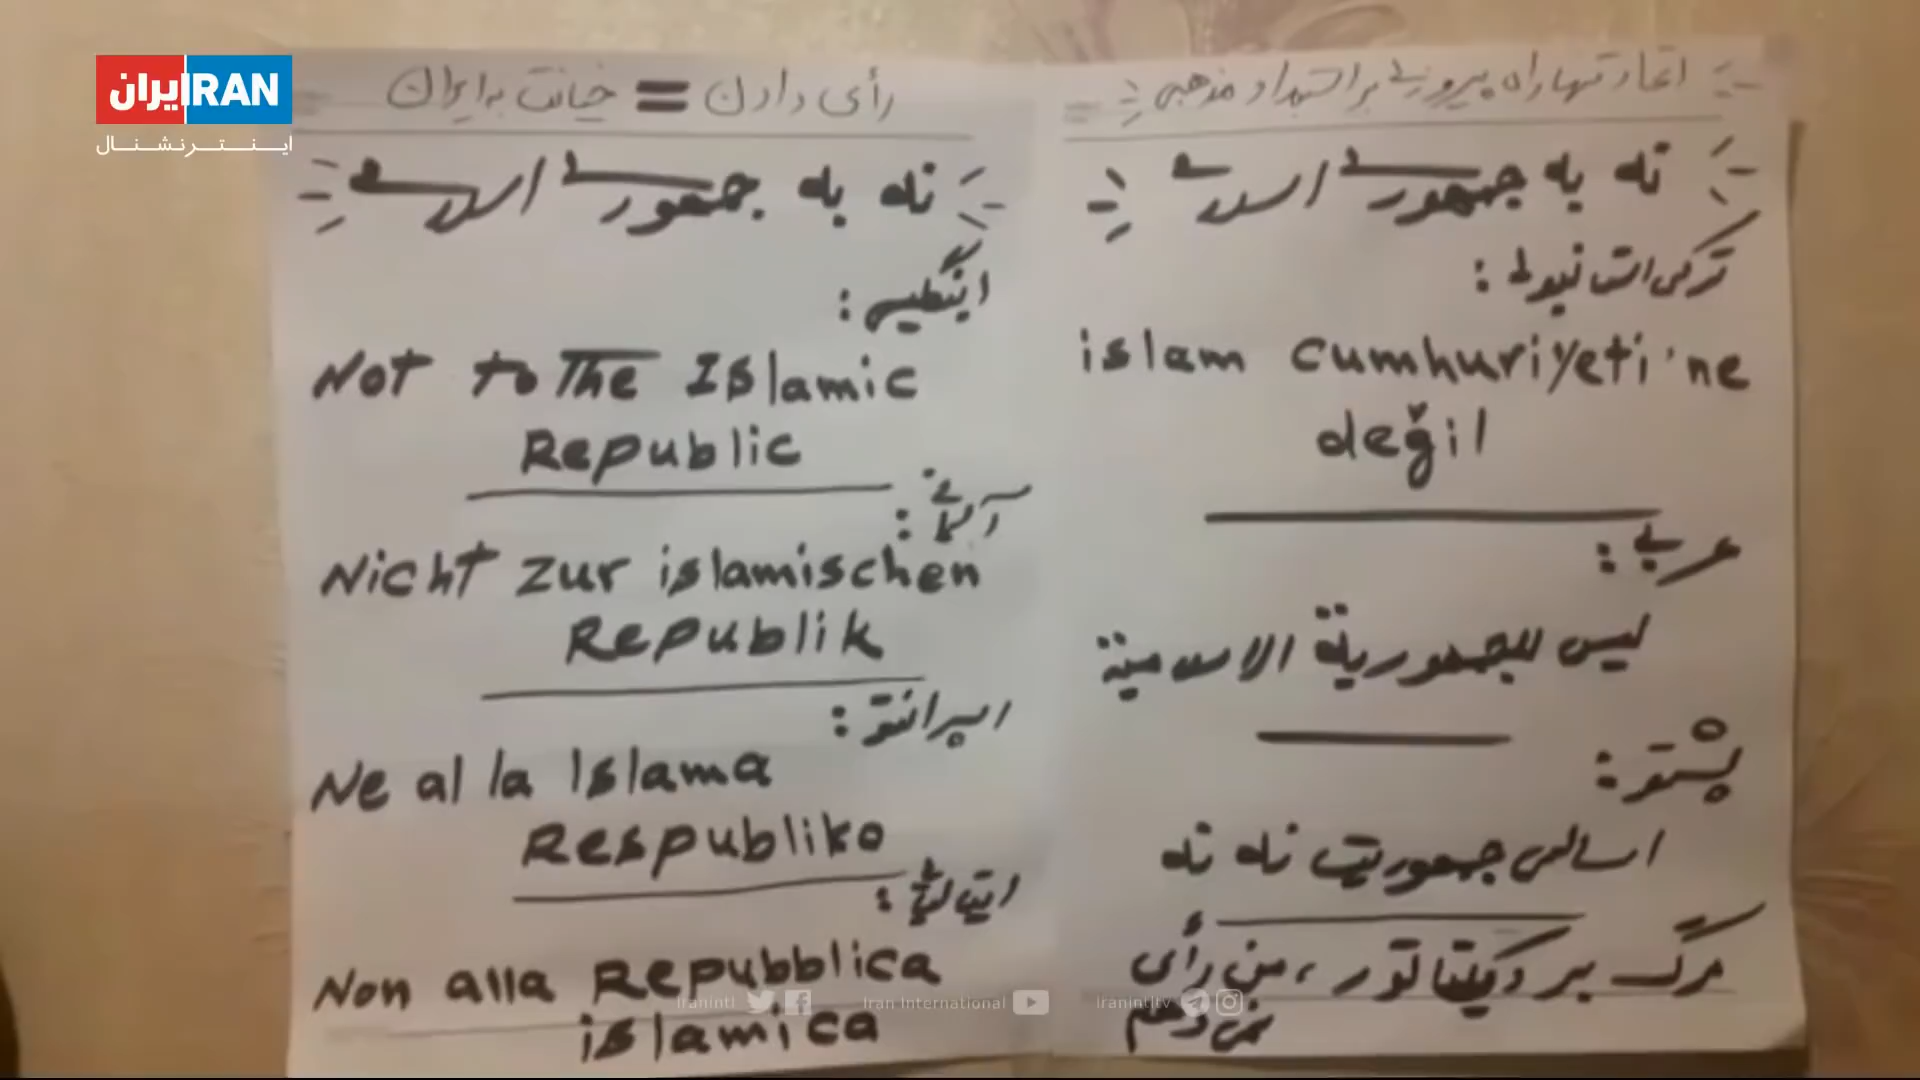 ایران IRAN
اینترنشنال
رأی دادن = خیانت به ایران
نه به جمهوری اسلامی
انگلیسی :
Not to The Islamic
Republic
آلمانی :
Nicht zur islamischen
Republik
اسپرانتو :
Ne al la Islama
Respubliko
ایتالیایی :
Non alla Repubblica
islamica
اتحاد تنها راه پیروزی بر استبداد مذهبی
نه به جمهوری اسلامی
ترکی استانبولی :
islam cumhuriyeti'ne
değil
عربی :
ليس للجمهورية الاسلامية
پښتو :
اسلامی جمهوریت نه نه
مرگ بر دیکتاتور ، من رأی
نمی دهم
Iranintl
Iran International
Iranintltv